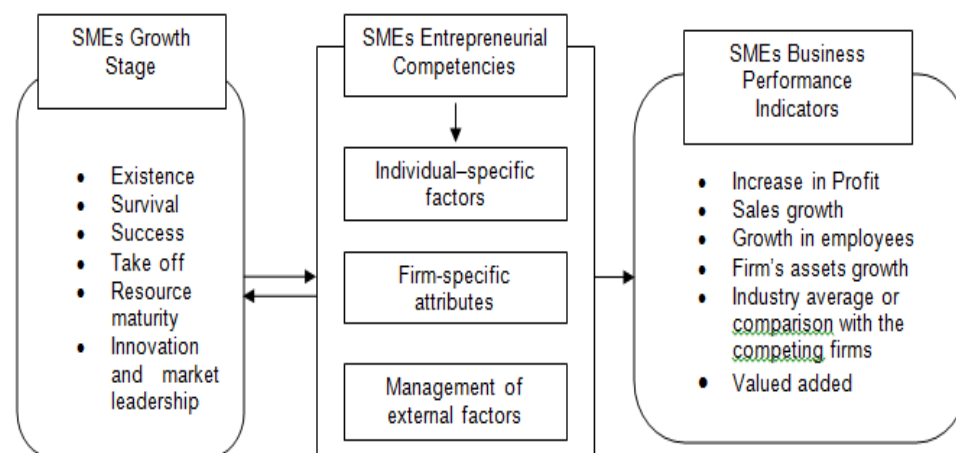 SMEs Growth
Stage
Existence
Survival
Success
Take off
Resource
maturity
Innovation
and market
leadership
SMEs Entrepreneurial
Competencies
Individual–specific
factors
Firm-specific
attributes
Management of
external factors
SMEs Business
Performance
Indicators
Increase in Profit
Sales growth
Growth in employees
Firm's assets growth
Industry average or
comparison with the
competing firms
Valued added